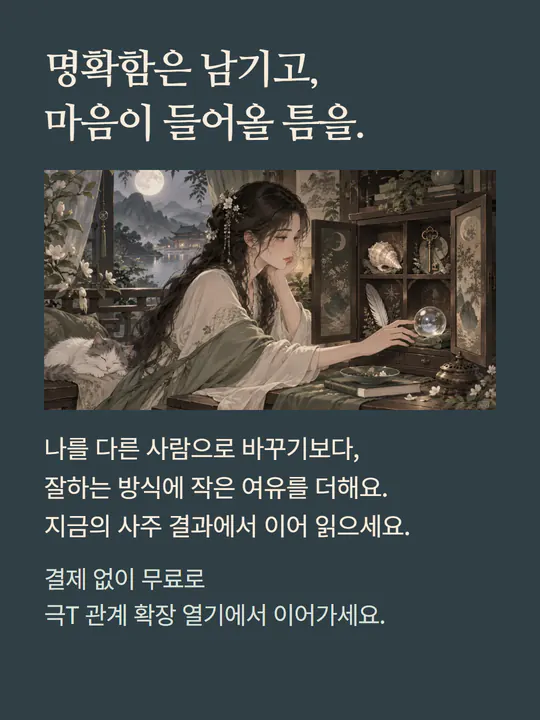 명확함은 남기고,
마음이 들어올 틈을.
나를 다른 사람으로 바꾸기보다,
잘하는 방식에 작은 여유를 더해요.
지금의 사주 결과에서 이어 읽으세요.
결제 없이 무료로
극T 관계 확장 열기에서 이어가세요.